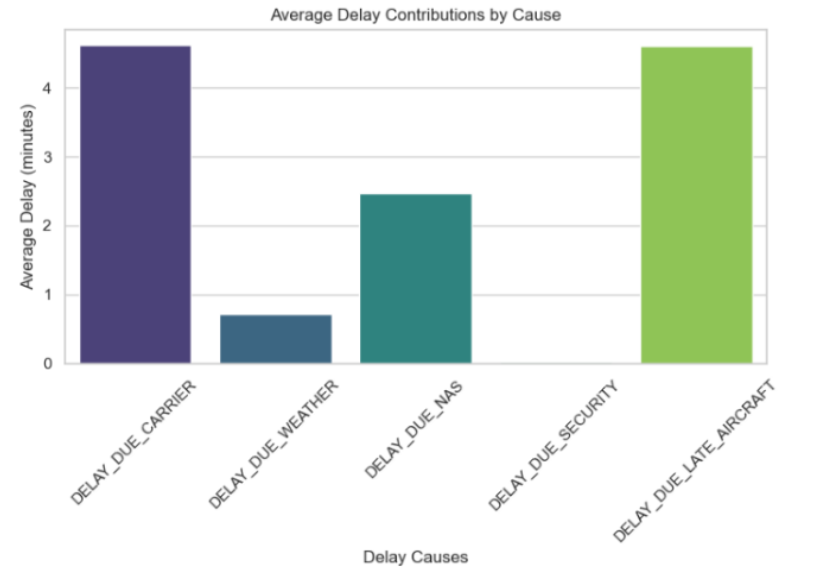 Average Delay Contributions by Cause
Average Delay (minutes)
4
3
2
1
0
DELAY_DUE_CARRIER
DELAY_DUE_WEATHER
DELAY_DUE_NAS
DELAY_DUE_SECURITY
DELAY_DUE_LATE_AIRCRAFT
Delay Causes